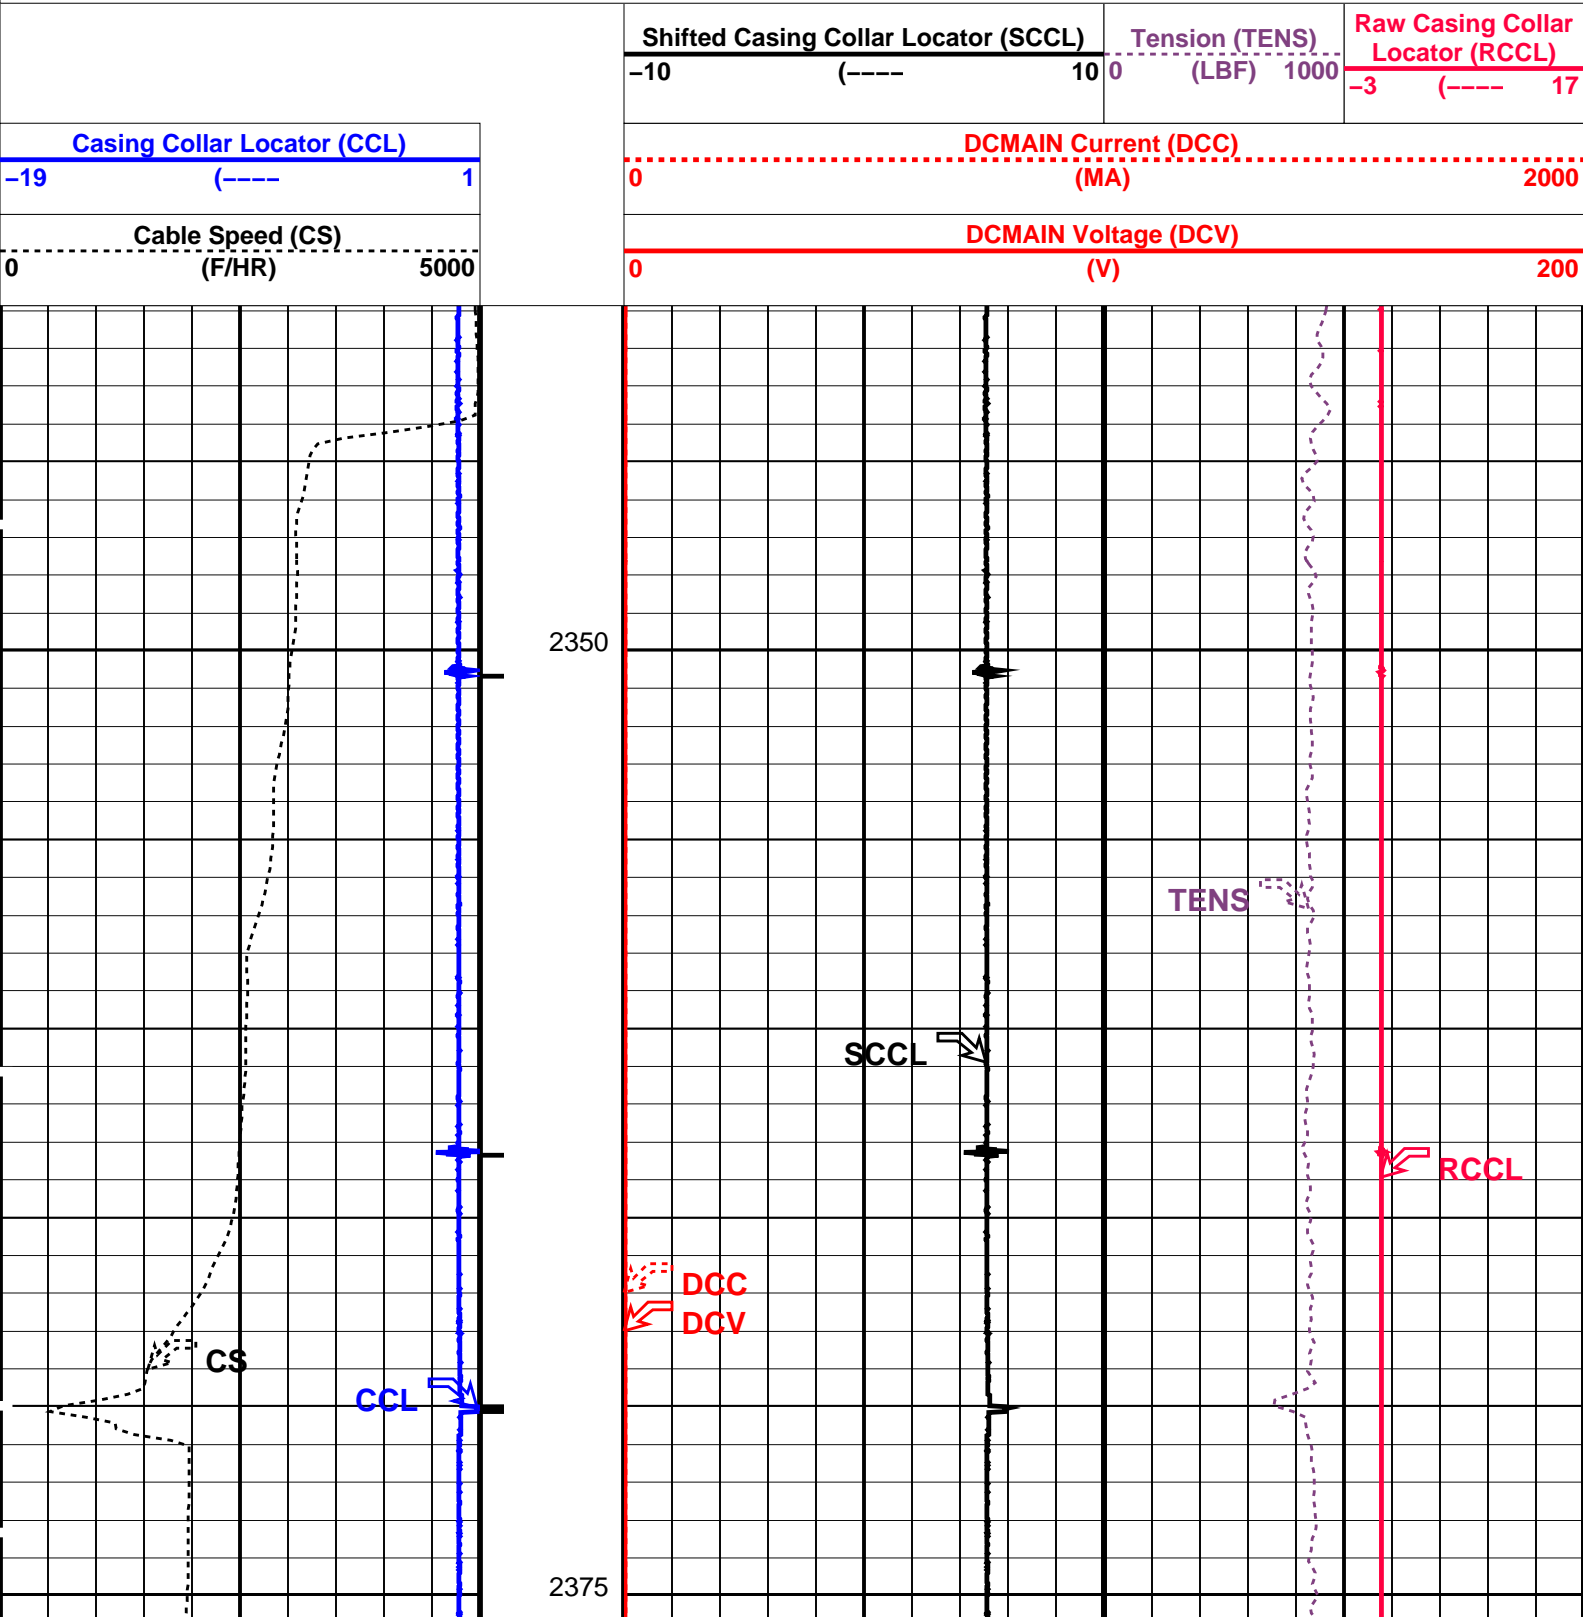 Shifted Casing Collar Locator (SCCL)
−10 (−−−− 10
Tension (TENS)
0 (LBF) 1000
Raw Casing Collar
Locator (RCCL)
−3 (−−−− 17
Casing Collar Locator (CCL)
−19 (−−−− 1
DCMAIN Current (DCC)
0 (MA) 2000
Cable Speed (CS)
0 (F/HR) 5000
DCMAIN Voltage (DCV)
0 (V) 200
2350
TENS
SCCL
RCCL
DCC
DCV
CS
CCL
2375